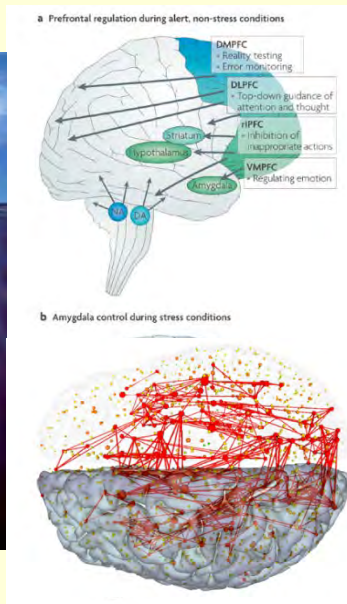 a Prefrontal regulation during alert, non-stress conditions
DMPFC
• Reality testing
• Error monitoring
DLPFC
• Top-down guidance of
attention and thought
rlPFC
• Inhibition of
inappropriate actions
VMPFC
• Regulating emotion
Striatum
Hypothalamus
Amygdala
NA
DA
b Amygdala control during stress conditions